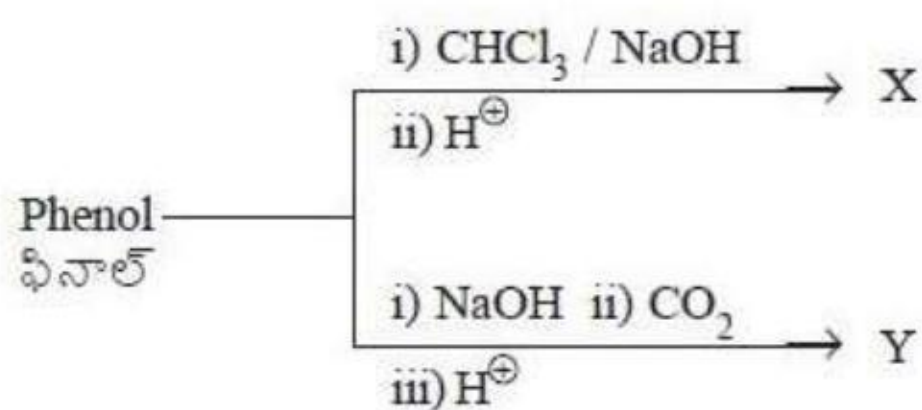 i) CHCl₃ / NaOH
X
ii) H⊕
Phenol
ఫినాల్
i) NaOH ii) CO₂
Y
iii) H⊕